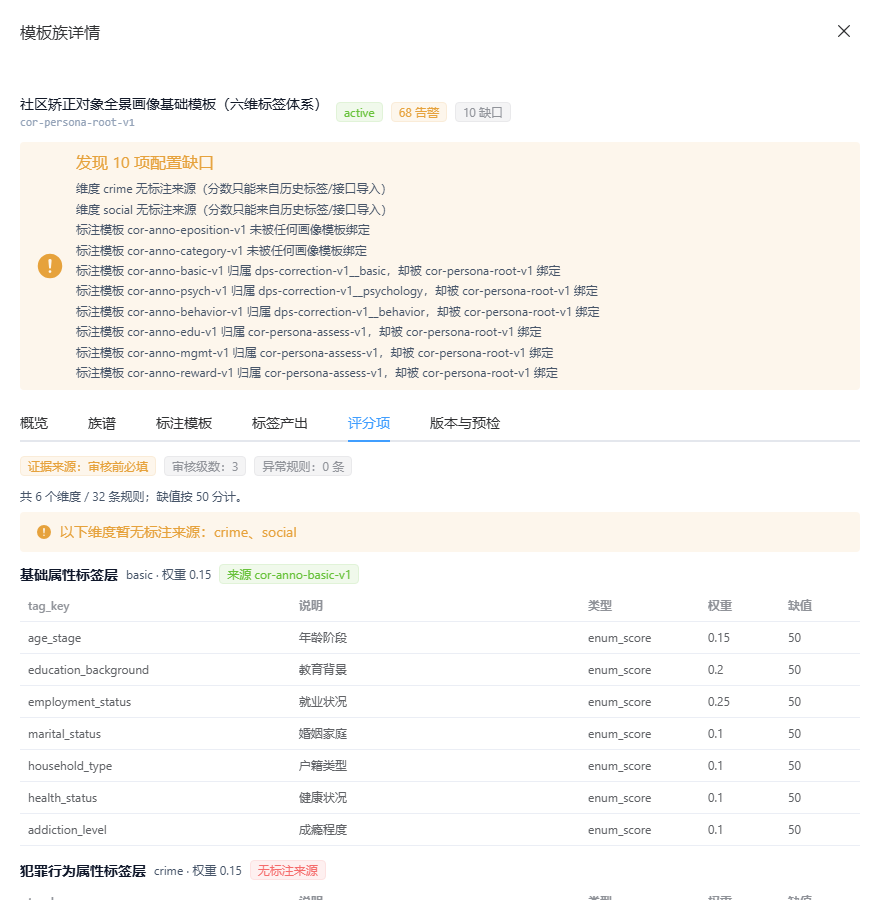 模板族详情
社区矫正对象全景画像基础模板（六维标签体系） active 68 告警 10 缺口
cor-persona-root-v1
发现 10 项配置缺口
维度 crime 无标注来源（分数只能来自历史标签/接口导入）
维度 social 无标注来源（分数只能来自历史标签/接口导入）
标注模板 cor-anno-eposition-v1 未被任何画像模板绑定
标注模板 cor-anno-category-v1 未被任何画像模板绑定
标注模板 cor-anno-basic-v1 归属 dps-correction-v1__basic，却被 cor-persona-root-v1 绑定
标注模板 cor-anno-psych-v1 归属 dps-correction-v1__psychology，却被 cor-persona-root-v1 绑定
标注模板 cor-anno-behavior-v1 归属 dps-correction-v1__behavior，却被 cor-persona-root-v1 绑定
标注模板 cor-anno-edu-v1 归属 cor-persona-assess-v1，却被 cor-persona-root-v1 绑定
标注模板 cor-anno-mgmt-v1 归属 cor-persona-assess-v1，却被 cor-persona-root-v1 绑定
标注模板 cor-anno-reward-v1 归属 cor-persona-assess-v1，却被 cor-persona-root-v1 绑定
概览 族谱 标注模板 标签产出 评分项 版本与预检
证据来源：审核前必填 审核级数：3 异常规则：0 条
共 6 个维度 / 32 条规则；缺值按 50 分计。
以下维度暂无标注来源：crime、social
基础属性标签层 basic · 权重 0.15 来源 cor-anno-basic-v1
tag_key 说明 类型 权重 缺值
age_stage 年龄阶段 enum_score 0.15 50
education_background 教育背景 enum_score 0.2 50
employment_status 就业状况 enum_score 0.25 50
marital_status 婚姻家庭 enum_score 0.1 50
household_type 户籍类型 enum_score 0.1 50
health_status 健康状况 enum_score 0.1 50
addiction_level 成瘾程度 enum_score 0.1 50
犯罪行为属性标签层 crime · 权重 0.15 无标注来源